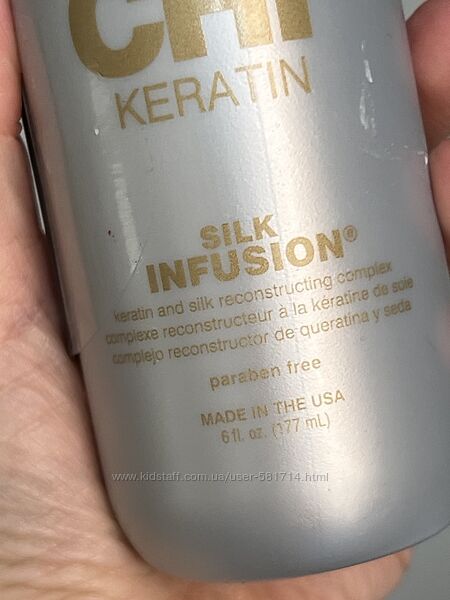 CHI
KERATIN
SILK
INFUSION®
keratin and silk reconstructing complex
complexe reconstructeur à la kératine de soie
complejo reconstructor de queratina y seda
paraben free
MADE IN THE USA
6 fl. oz. (177 mL)
www.kidstaff.com.ua/user-581714.html